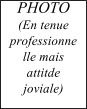 PHOTO
(En tenue
professionne
lle mais
attitde
joviale)